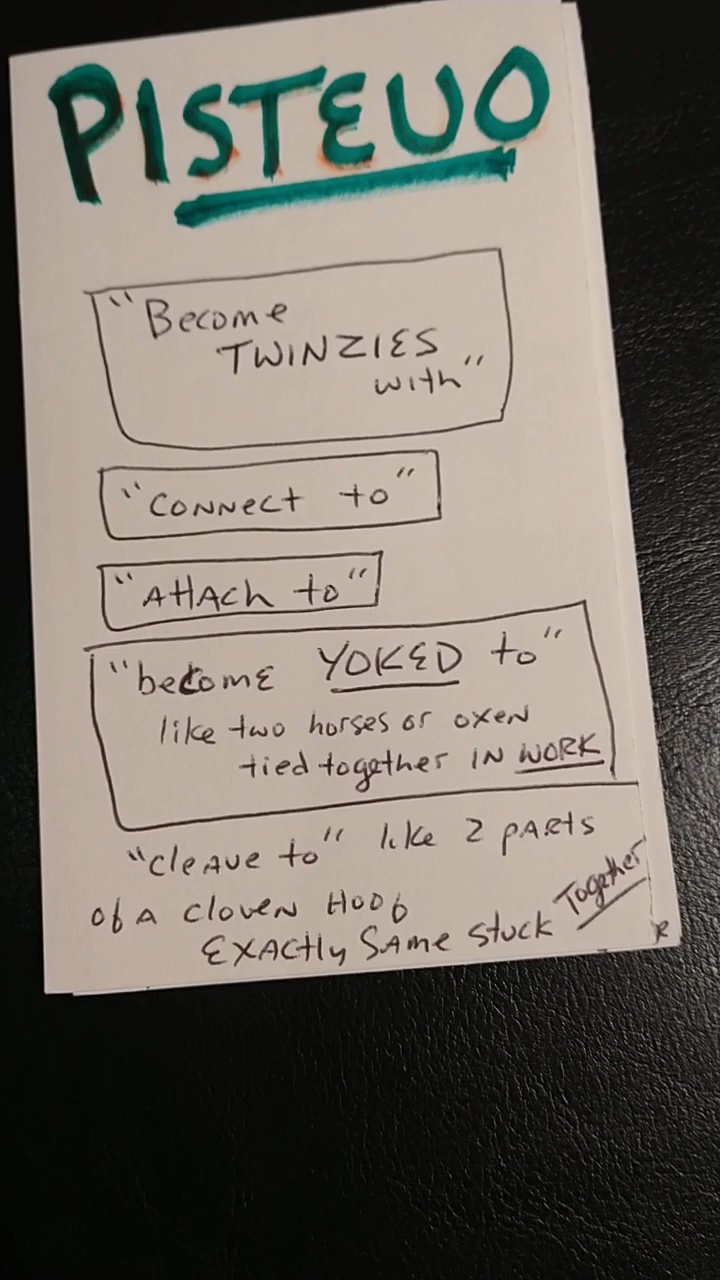 PISTEUO
"Become
TWINZIES
with"
"CONNECT to"
"ATTACH to"
"become YOKED to"
like two horses or oxen
tied together IN WORK
"cleAve to" like 2 pARts
of A cloveN Hoof
EXACtly SAme stuck Together